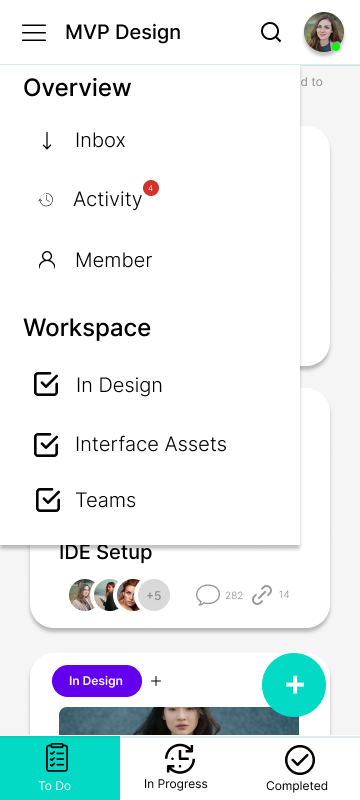 MVP Design
d to
Overview
Inbox
Activity
4
Member
Workspace
In Design
Interface Assets
Teams
IDE Setup
+5
282
14
In Design +
+
To Do
In Progress
Completed